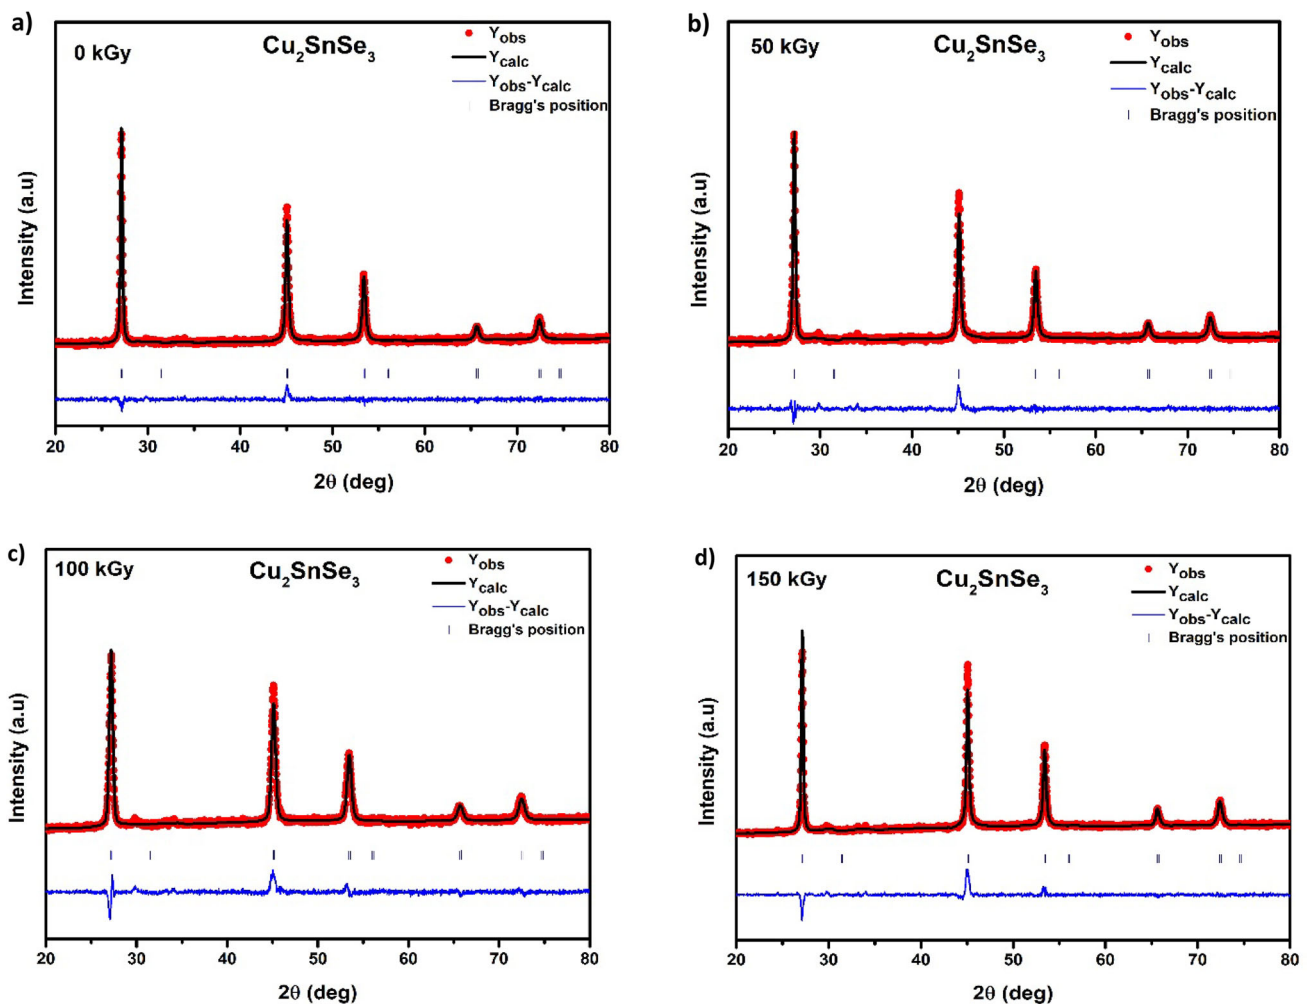 a)
0 kGy
Cu2SnSe3
Yobs
Ycalc
Yobs-Ycalc
Bragg's position
Intensity (a.u)
20 30 40 50 60 70 80
2θ (deg)
b)
50 kGy
Cu2SnSe3
Yobs
Ycalc
Yobs-Ycalc
Bragg's position
Intensity (a.u)
20 30 40 50 60 70 80
2θ (deg)
c)
100 kGy
Cu2SnSe3
Yobs
Ycalc
Yobs-Ycalc
Bragg's position
Intensity (a.u)
20 30 40 50 60 70 80
2θ (deg)
d)
150 kGy
Cu2SnSe3
Yobs
Ycalc
Yobs-Ycalc
Bragg's position
Intensity (a.u)
20 30 40 50 60 70 80
2θ (deg)